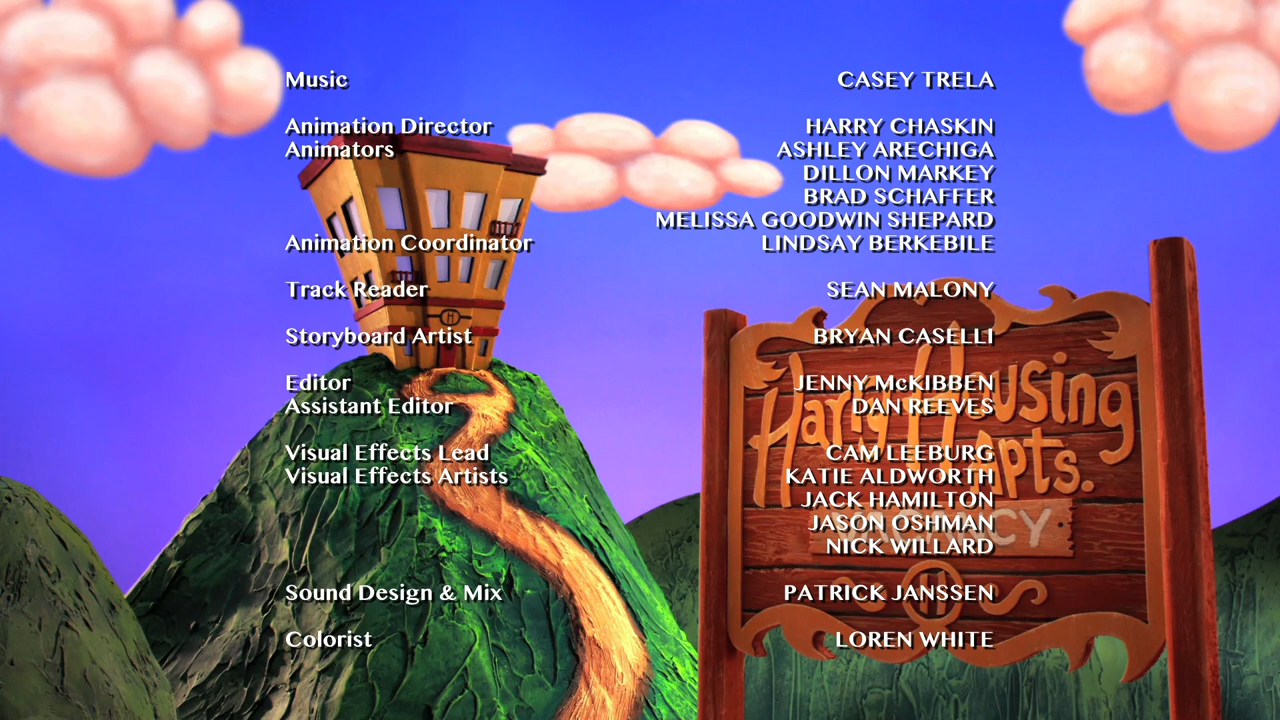 Music CASEY TRELA
Animation Director HARRY CHASKIN
Animators ASHLEY ARECHIGA
DILLON MARKEY
BRAD SCHAFFER
MELISSA GOODWIN SHEPARD
Animation Coordinator LINDSAY BERKEBILE
Track Reader SEAN MALONY
Storyboard Artist BRYAN CASELLI
Editor JENNY McKIBBEN
Assistant Editor DAN REEVES
Visual Effects Lead CAM LEEBURG
Visual Effects Artists KATIE ALDWORTH
JACK HAMILTON
JASON OSHMAN
NICK WILLARD
Sound Design & Mix PATRICK JANSSEN
Colorist LOREN WHITE
Housing
Apts.
H
H